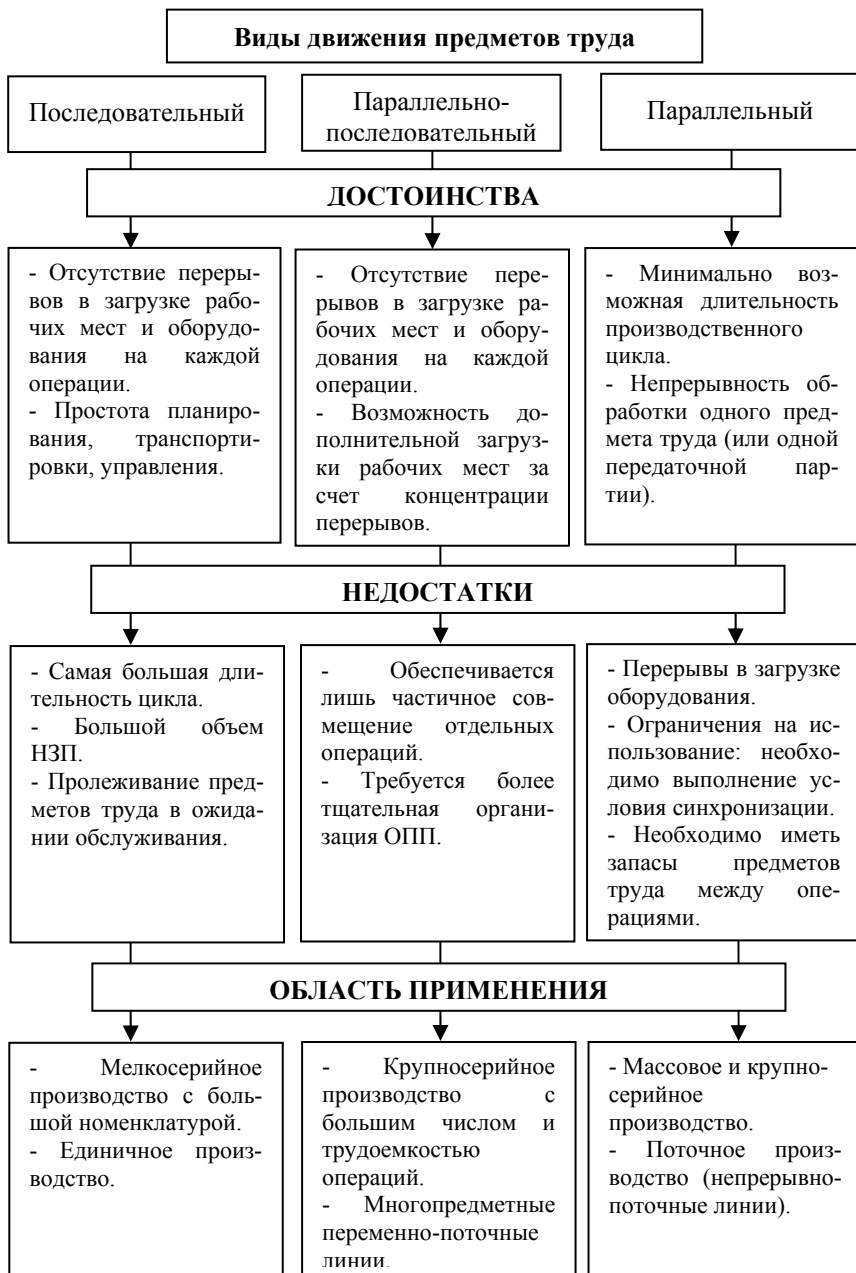 Виды движения предметов труда
Последовательный
Параллельно-
последовательный
Параллельный
ДОСТОИНСТВА
- Отсутствие переры-
вов в загрузке рабо-
чих мест и оборудо-
вания на каждой
операции.
- Простота планиро-
вания, транспорти-
ровки, управления.
- Отсутствие пере-
рывов в загрузке ра-
бочих мест и обору-
дования на каждой
операции.
- Возможность до-
полнительной загруз-
ки рабочих мест за
счет концентрации
перерывов.
- Минимально воз-
можная длительность
производственного
цикла.
- Непрерывность об-
работки одного пред-
мета труда (или одной
передаточной пар-
тии).
НЕДОСТАТКИ
- Самая большая дли-
тельность цикла.
- Большой объем
НЗП.
- Пролеживание пред-
метов труда в ожида-
нии обслуживания.
- Обеспечивается
лишь частичное сов-
мещение отдельных
операций.
- Требуется более
тщательная органи-
зация ОПП.
- Перерывы в загрузке
оборудования.
- Ограничения на ис-
пользование: необхо-
димо выполнение ус-
ловия синхронизации.
- Необходимо иметь
запасы предметов
труда между опе-
рациями.
ОБЛАСТЬ ПРИМЕНЕНИЯ
- Мелкосерийное
производство с боль-
шой номенклатурой.
- Единичное произ-
водство.
- Крупносерийное
производство с
большим числом и
трудоемкостью
операций.
- Многопредметные
переменно-поточные
линии.
- Массовое и крупно-
серийное
производство.
- Поточное произ-
водство (непрерывно-
поточные линии).